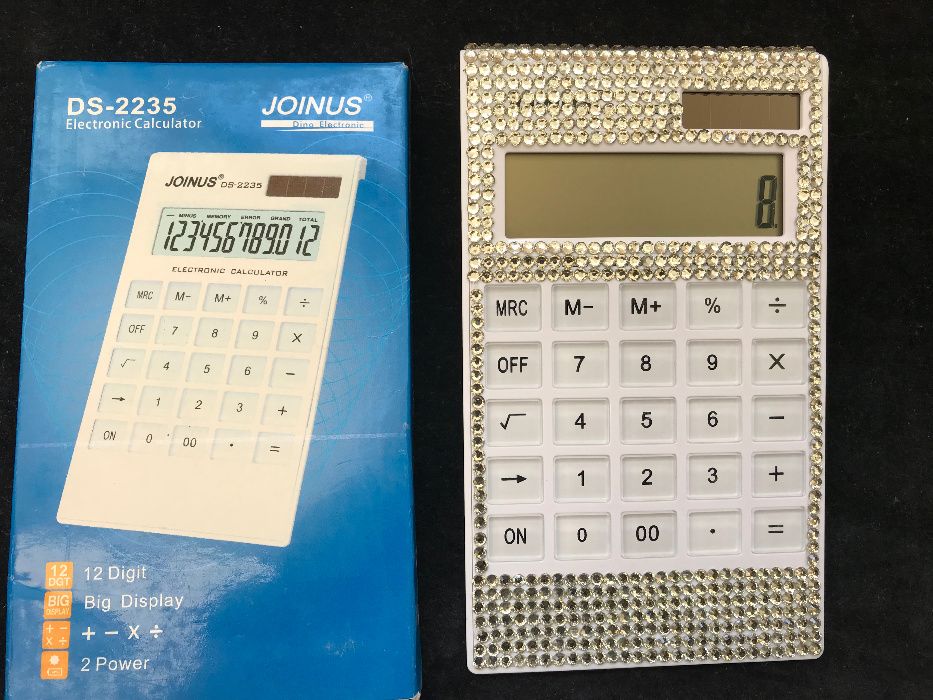 DS-2235
Electronic Calculator
JOINUS®
Dino Electronic
JOINUS® DS-2235
— MINUS MEMORY ERROR GRAND TOTAL
123456789012
ELECTRONIC CALCULATOR
MRC M- M+ % ÷
OFF 7 8 9 ×
√ 4 5 6 −
→ 1 2 3 +
ON 0 00 . =
12 DGT 12 Digit
BIG DISPLAY Big Display
+ − × ÷ + − × ÷
2 Power
8.
MRC M- M+ % ÷
OFF 7 8 9 ×
√ 4 5 6 −
→ 1 2 3 +
ON 0 00 · =